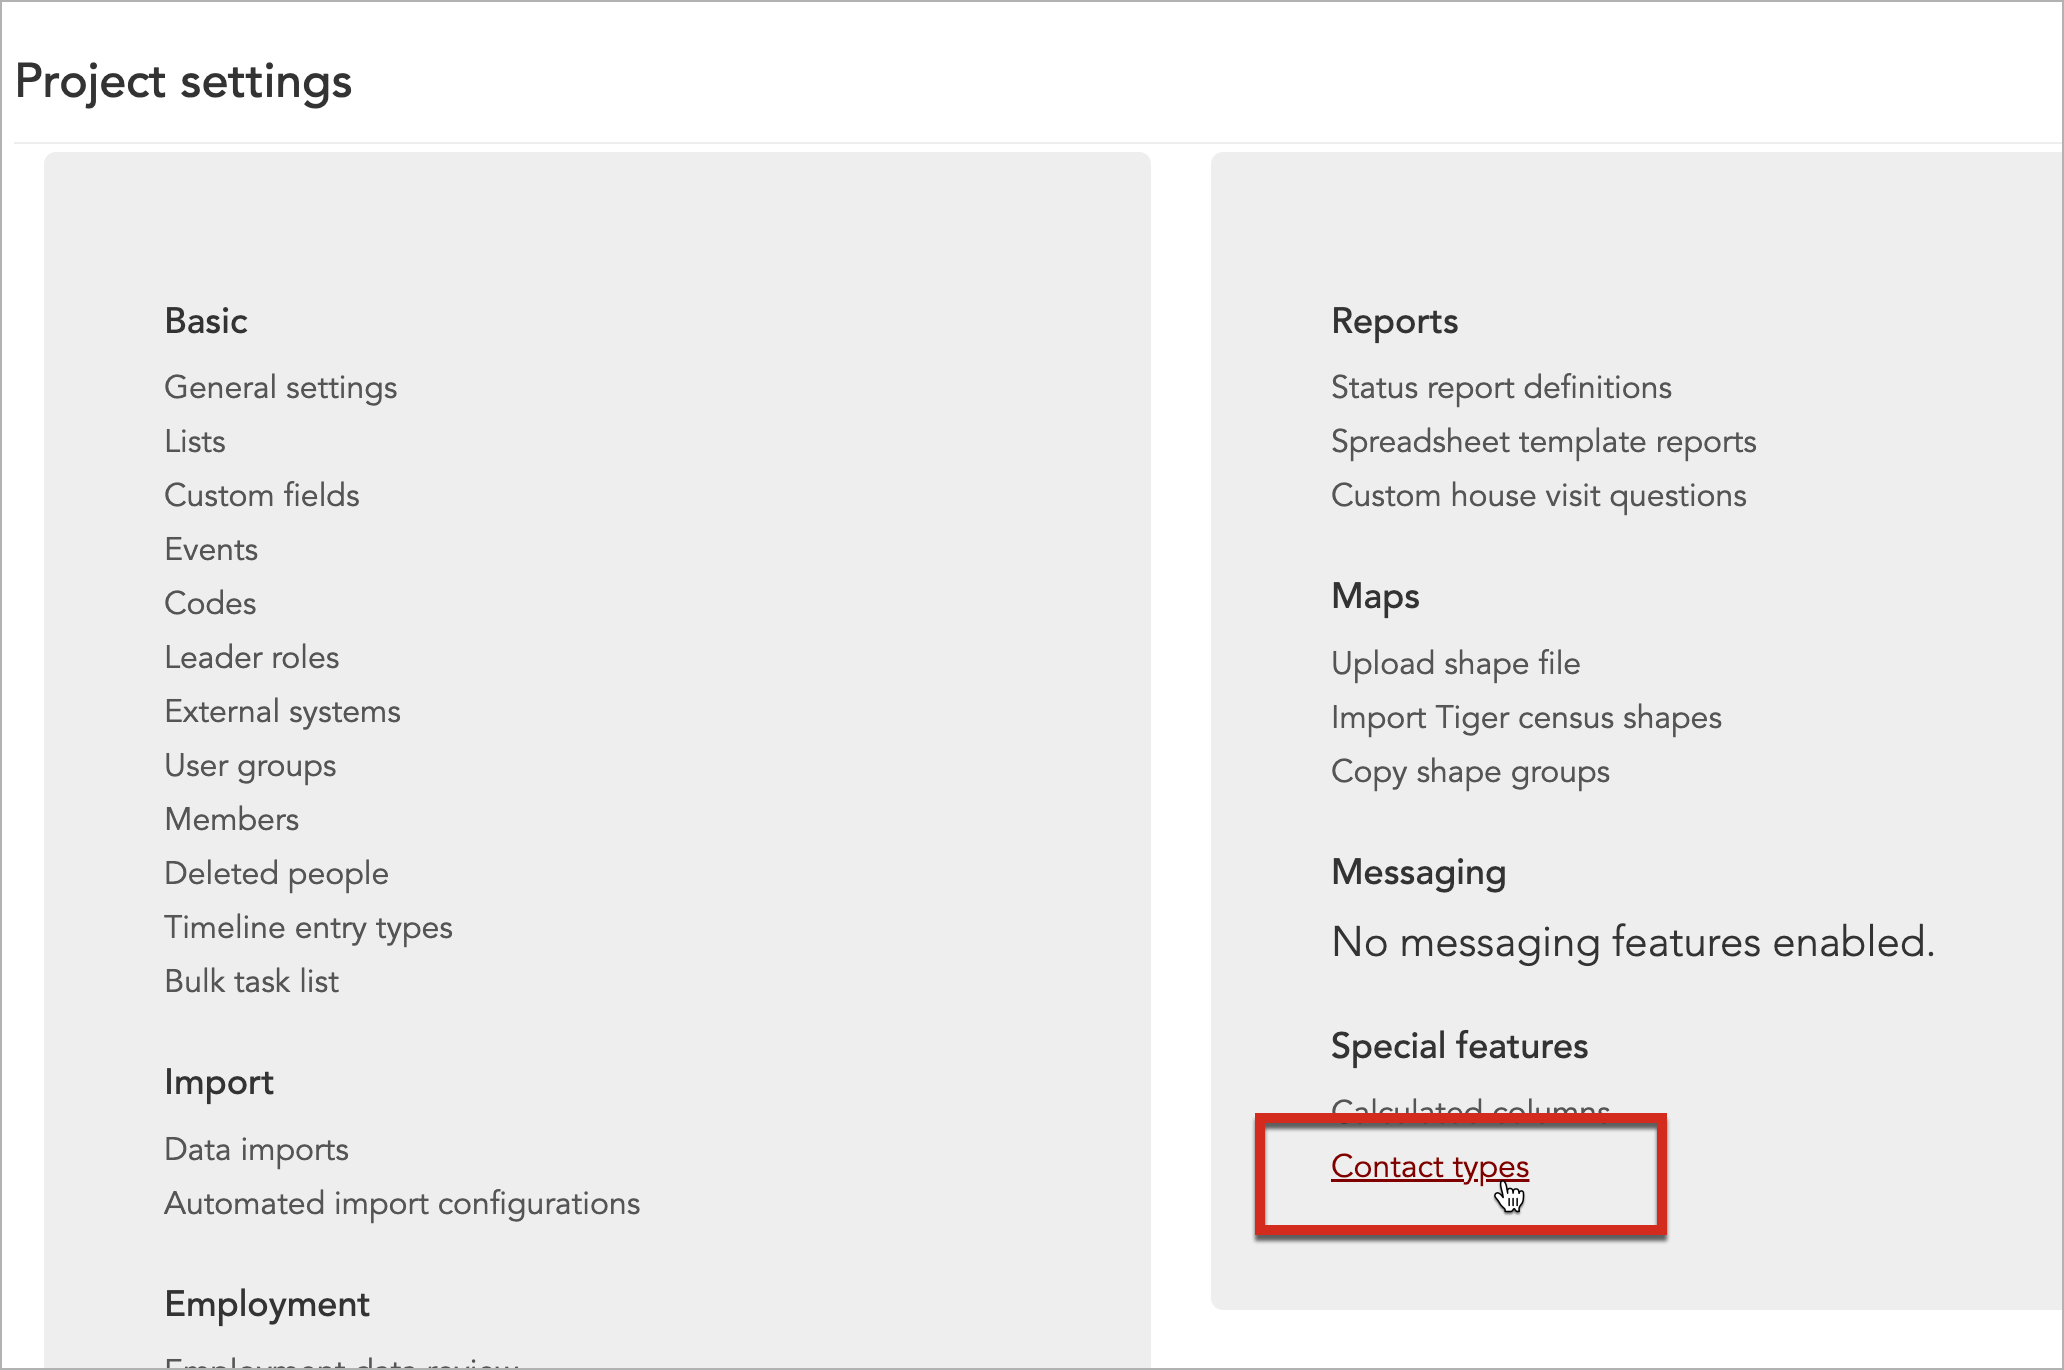 Project settings
Basic
General settings
Lists
Custom fields
Events
Codes
Leader roles
External systems
User groups
Members
Deleted people
Timeline entry types
Bulk task list
Import
Data imports
Automated import configurations
Employment
Employment data review
Reports
Status report definitions
Spreadsheet template reports
Custom house visit questions
Maps
Upload shape file
Import Tiger census shapes
Copy shape groups
Messaging
No messaging features enabled.
Special features
Calculated columns
Contact types